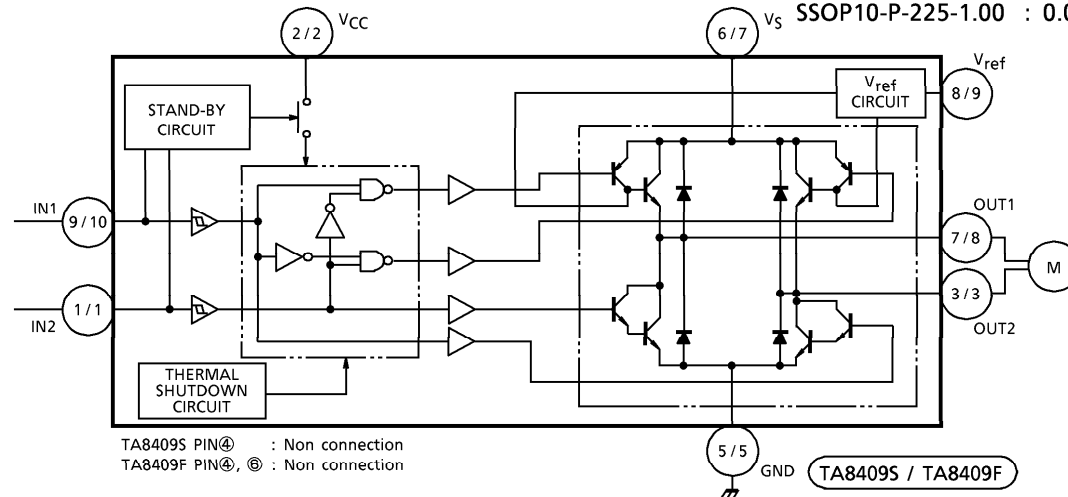 SSOP10-P-225-1.00 : 0.0
2/2 VCC
6/7 VS
Vref
8/9
Vref
CIRCUIT
STAND-BY
CIRCUIT
IN1
9/10
OUT1
7/8
M
IN2
1/1
3/3
OUT2
THERMAL
SHUTDOWN
CIRCUIT
TA8409S PIN④ : Non connection
TA8409F PIN④, ⑥ : Non connection
5/5 GND
TA8409S / TA8409F